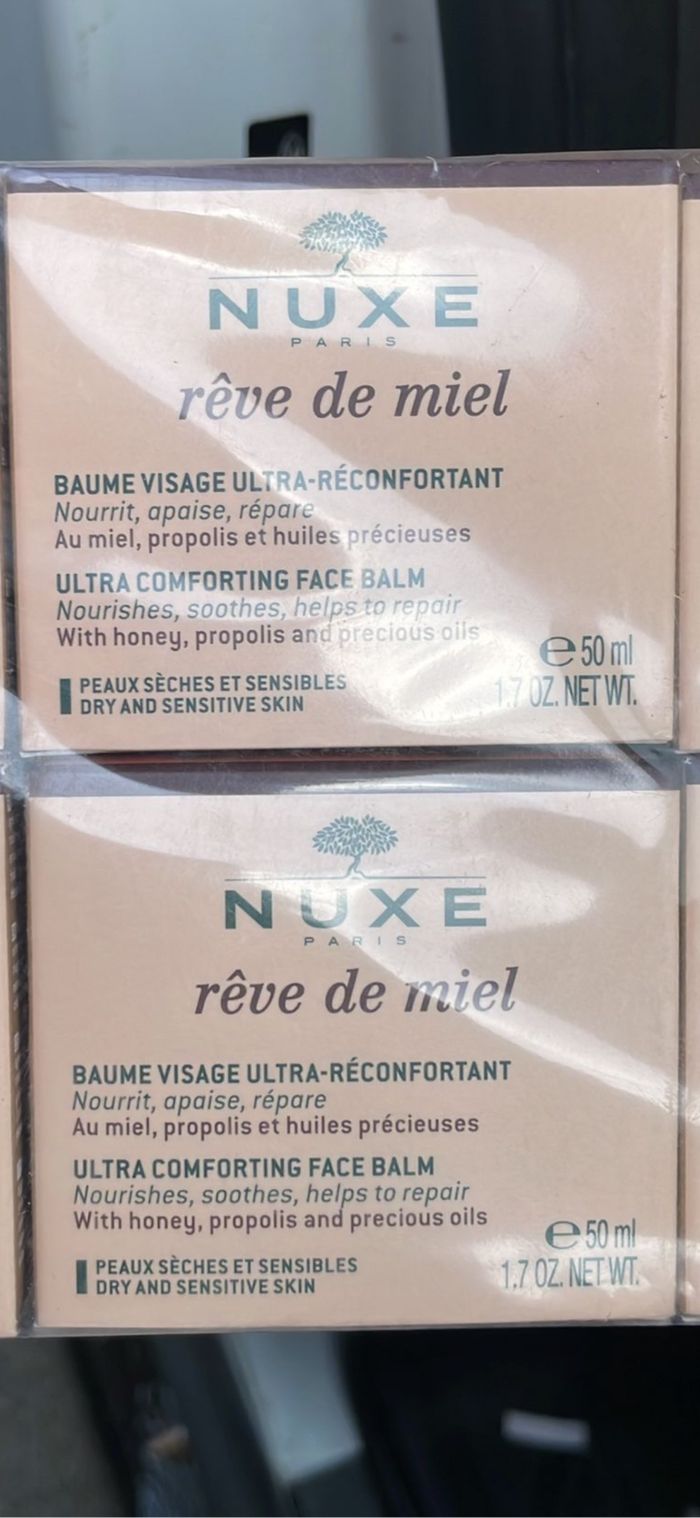 NUXE
PARIS
rêve de miel
BAUME VISAGE ULTRA-RÉCONFORTANT
Nourrit, apaise, répare
Au miel, propolis et huiles précieuses
ULTRA COMFORTING FACE BALM
Nourishes, soothes, helps to repair
With honey, propolis and precious oils
℮ 50 ml
PEAUX SÈCHES ET SENSIBLES
1.7 OZ. NET WT.
DRY AND SENSITIVE SKIN
NUXE
PARIS
rêve de miel
BAUME VISAGE ULTRA-RÉCONFORTANT
Nourrit, apaise, répare
Au miel, propolis et huiles précieuses
ULTRA COMFORTING FACE BALM
Nourishes, soothes, helps to repair
With honey, propolis and precious oils
℮ 50 ml
PEAUX SÈCHES ET SENSIBLES
1.7 OZ. NET WT.
DRY AND SENSITIVE SKIN